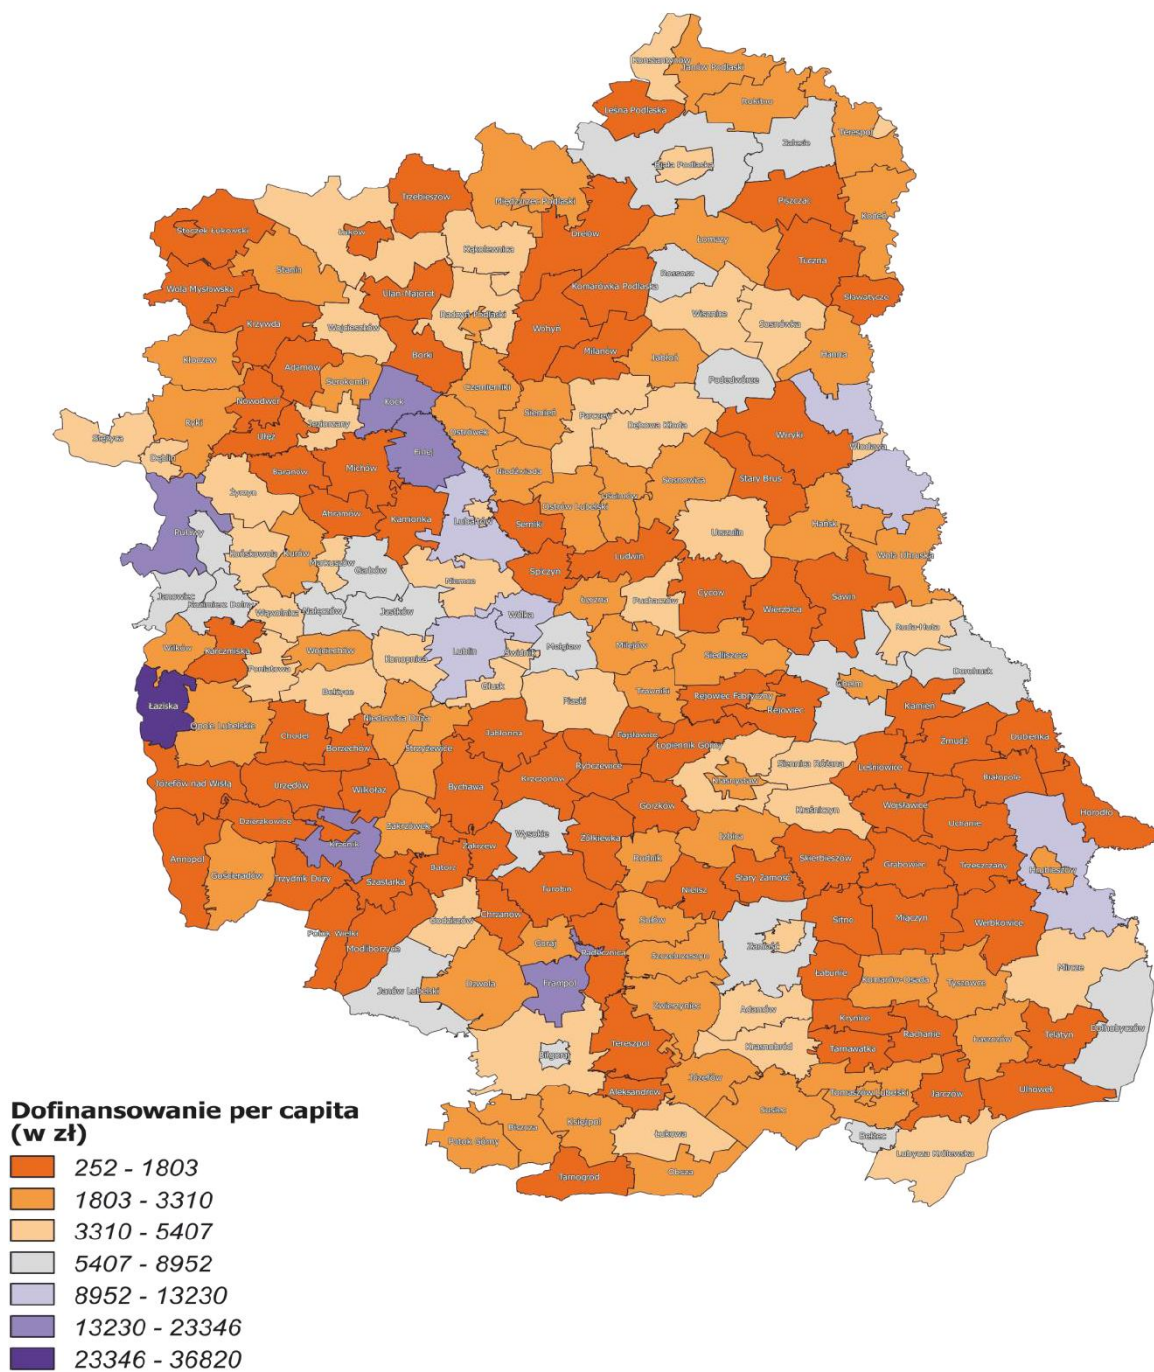 Konstantynów
Janów Podlaski
Rokitno
Leśna Podlaska
Terespol
Zalesie
Biała Podlaska
Trzebieszów
Międzyrzec Podlaski
Piszczac
Kodeń
Stoczek Łukowski
Łuków
Drelów
Łomazy
Kąkolewnica
Tuczna
Stanin
Rossosz
Wola Mysłowska
Ulan-Majorat
Komarówka Podlaska
Sławatycze
Radzyń Podlaski
Wisznice
Sosnówka
Krzywda
Wojcieszków
Wohyń
Milanów
Hanna
Kłoczew
Borki
Jabłoń
Adamów
Serokomla
Czemierniki
Podedwórze
Nowodwór
Kock
Siemień
Parczew
Ryki
Jeziorzany
Dębowa Kłoda
Wyryki
Stężyca
Ułęż
Ostrówek
Włodawa
Dęblin
Firlej
Baranów
Michów
Niedźwiada
Sosnowica
Stary Brus
Żyrzyn
Abramów
Kamionka
Lubartów
Ostrów Lubelski
Uścimów
Serniki
Urszulin
Hańsk
Puławy
Końskowola
Kurów
Markuszów
Garbów
Niemce
Spiczyn
Ludwin
Wola Uhruska
Janowiec
Kazimierz Dolny
Wąwolnica
Nałęczów
Jastków
Wólka
Łęczna
Puchaczów
Cyców
Wierzbica
Sawin
Ruda-Huta
Wilków
Karczmiska
Wojciechów
Konopnica
Lublin
Świdnik
Mełgiew
Milejów
Siedliszcze
Dorohusk
Poniatowa
Bełżyce
Głusk
Piaski
Trawniki
Rejowiec Fabryczny
Rejowiec
Chełm
Łaziska
Opole Lubelskie
Chodel
Borzechów
Niedrzwica Duża
Strzyżewice
Jabłonna
Fajsławice
Łopiennik Górny
Kamień
Żmudź
Dubienka
Józefów nad Wisłą
Urzędów
Wilkołaz
Bychawa
Krzczonów
Rybczewice
Siennica Różana
Leśniowice
Białopole
Krasnystaw
Gorzków
Kraśniczyn
Wojsławice
Uchanie
Horodło
Dzierzkowice
Kraśnik
Zakrzówek
Zakrzew
Wysokie
Żółkiewka
Izbica
Rudnik
Annopol
Gościeradów
Trzydnik Duży
Szastarka
Batorz
Skierbieszów
Grabowiec
Trzeszczany
Hrubieszów
Nielisz
Stary Zamość
Turobin
Godziszów
Chrzanów
Potok Wielki
Modliborzyce
Sułów
Sitno
Miączyn
Werbkowice
Goraj
Radecznica
Szczebrzeszyn
Zamość
Mircze
Janów Lubelski
Dzwola
Frampol
Łabunie
Komarów-Osada
Tyszowce
Zwierzyniec
Adamów
Krynice
Dołhobyczów
Biłgoraj
Tereszpol
Krasnobród
Tarnawatka
Rachanie
Łaszczów
Telatyn
Aleksandrów
Józefów
Tomaszów Lubelski
Jarczów
Ulhówek
Susiec
Potok Górny
Biszcza
Księżpol
Łukowa
Bełżec
Lubycza Królewska
Tarnogród
Obsza
Dofinansowanie per capita
(w zł)
252 - 1803
1803 - 3310
3310 - 5407
5407 - 8952
8952 - 13230
13230 - 23346
23346 - 36820